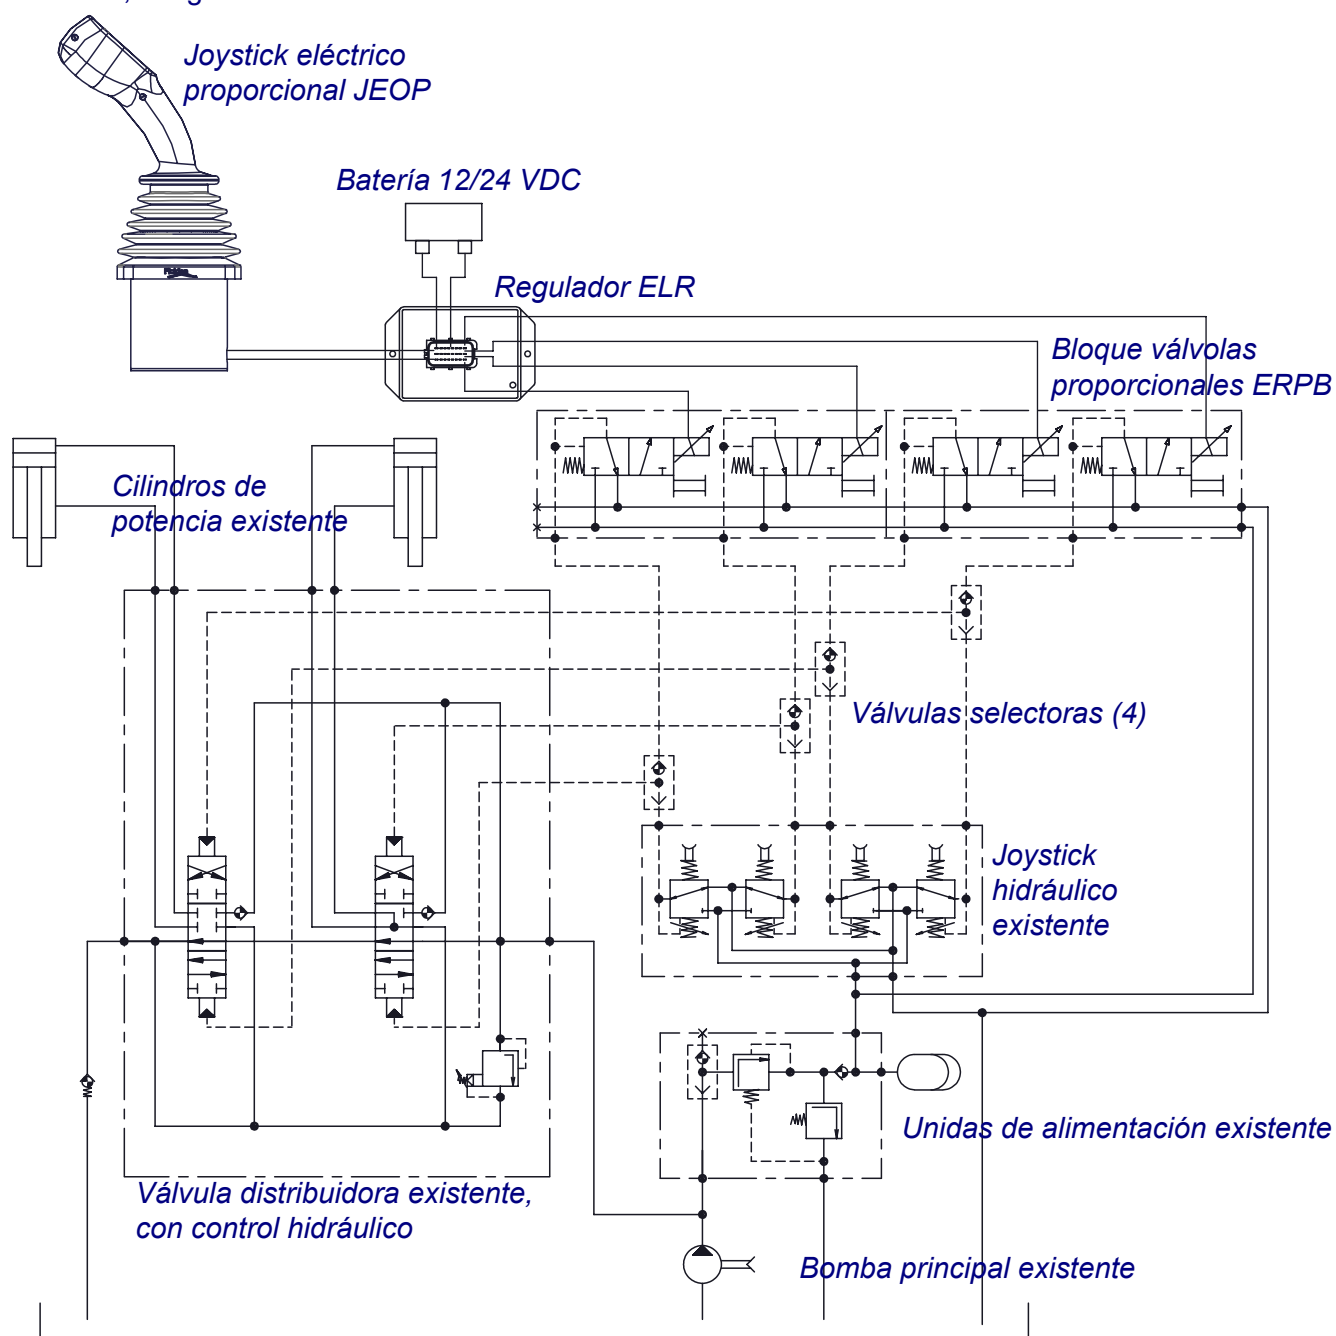 Joystick eléctrico
proporcional JEOP
Batería 12/24 VDC
Regulador ELR
Bloque válvolas
proporcionales ERPB
Cilindros de
potencia existente
Válvulas selectoras (4)
Joystick
hidráulico
existente
Unidas de alimentación existente
Válvula distribuidora existente,
con control hidráulico
Bomba principal existente